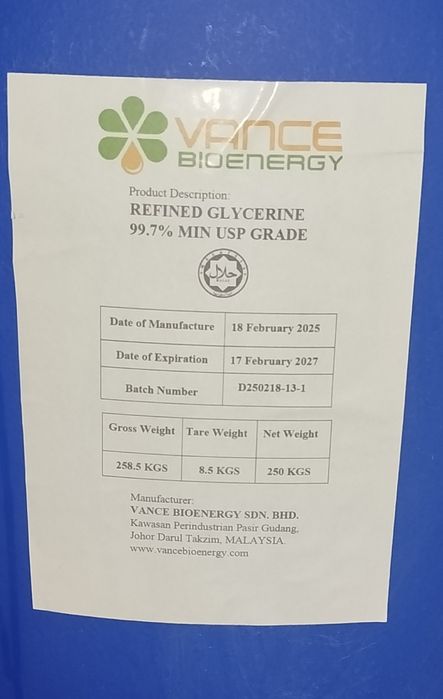 VANCE
BIOENERGY
Product Description:
REFINED GLYCERINE
99.7% MIN USP GRADE
حلال
Date of Manufacture 18 February 2025
Date of Expiration 17 February 2027
Batch Number D250218-13-1
Gross Weight Tare Weight Net Weight
258.5 KGS 8.5 KGS 250 KGS
Manufacturer:
VANCE BIOENERGY SDN. BHD.
Kawasan Perindustrian Pasir Gudang,
Johor Darul Takzim, MALAYSIA.
www.vancebioenergy.com